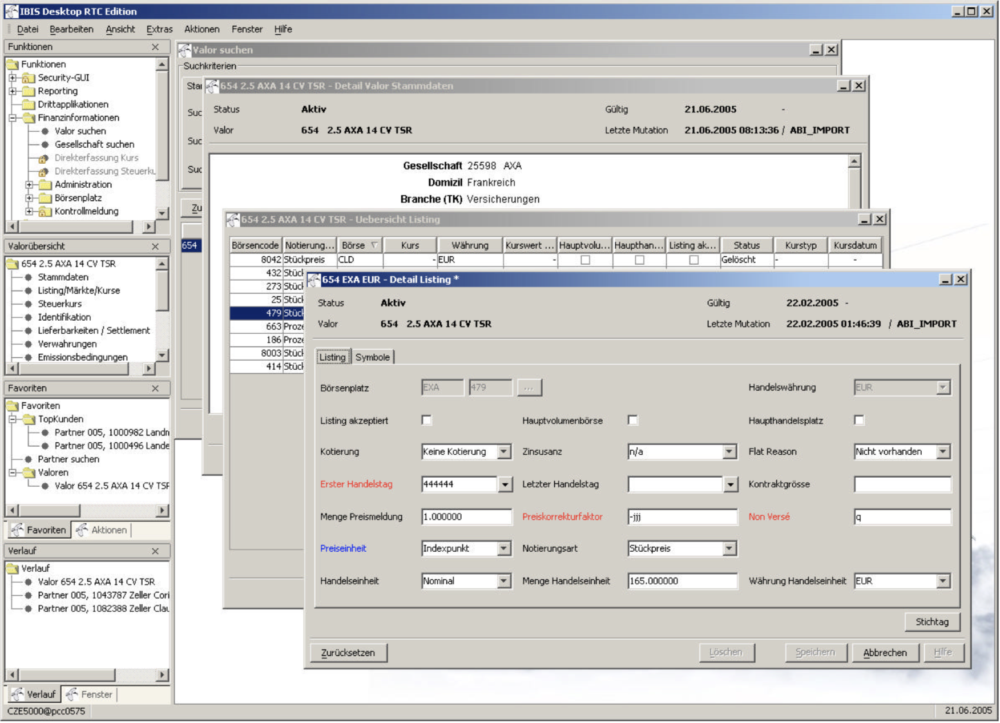 IBIS Desktop RTC Edition
Datei Bearbeiten Ansicht Extras Aktionen Fenster Hilfe
Funktionen
Funktionen
Security-GUI
Reporting
Drittapplikationen
Finanzinformationen
Valor suchen
Gesellschaft suchen
Direkterfassung Kurs
Direkterfassung Steuerku
Administration
Börsenplatz
Kontrollmeldung
Valorübersicht
654 2.5 AXA 14 CV TSR
Stammdaten
Listing/Märkte/Kurse
Steuerkurs
Identifikation
Lieferbarkeiten / Settlement
Verwahrungen
Emissionsbedingungen
Favoriten
Favoriten
TopKunden
Partner 005, 1000982 Landn
Partner 005, 1000496 Lande
Partner suchen
Valoren
Valor 654 2.5 AXA 14 CV TSR
Favoriten Aktionen
Verlauf
Verlauf
Valor 654 2.5 AXA 14 CV TSR
Partner 005, 1043787 Zeller Cori
Partner 005, 1082388 Zeller Clau
Verlauf Fenster
CZE5000@pcc0575
Valor suchen
Suchkriterien
Star
Suc
Suc
Suc
Zu
654
654 2.5 AXA 14 CV TSR - Detail Valor Stammdaten
Status Aktiv Gültig 21.06.2005 -
Valor 654 2.5 AXA 14 CV TSR Letzte Mutation 21.06.2005 08:13:36 / ABI_IMPORT
Gesellschaft 25598 AXA
Domizil Frankreich
Branche (TK) Versicherungen
654 2.5 AXA 14 CV TSR - Uebersicht Listing
Börsencode Notierung... Börse Kurs Währung Kurswert ... Hauptvolu... Haupthan... Listing ak... Status Kurstyp Kursdatum
8042 Stückpreis CLD - EUR - Gelöscht - -
432 Stück
273 Stück
25 Stück
479 Stück
663 Proze
186 Proze
8003 Stück
414 Stück
654 EXA EUR - Detail Listing *
Status Aktiv Gültig 22.02.2005 -
Valor 654 2.5 AXA 14 CV TSR Letzte Mutation 22.02.2005 01:46:39 / ABI_IMPORT
Listing Symbole
Börsenplatz EXA 479 ... Handelswährung EUR
Listing akzeptiert Hauptvolumenbörse Haupthandelsplatz
Kotierung Keine Kotierung Zinsusanz n/a Flat Reason Nicht vorhanden
Erster Handelstag 444444 Letzter Handelstag Kontraktgrösse
Menge Preismeldung 1.000000 Preiskorrekturfaktor -jjj Non Versé q
Preiseinheit Indexpunkt Notierungsart Stückpreis
Handelseinheit Nominal Menge Handelseinheit 165.000000 Währung Handelseinheit EUR
Stichtag
Zurücksetzen Löschen Speichern Abbrechen Hilfe
21.06.2005